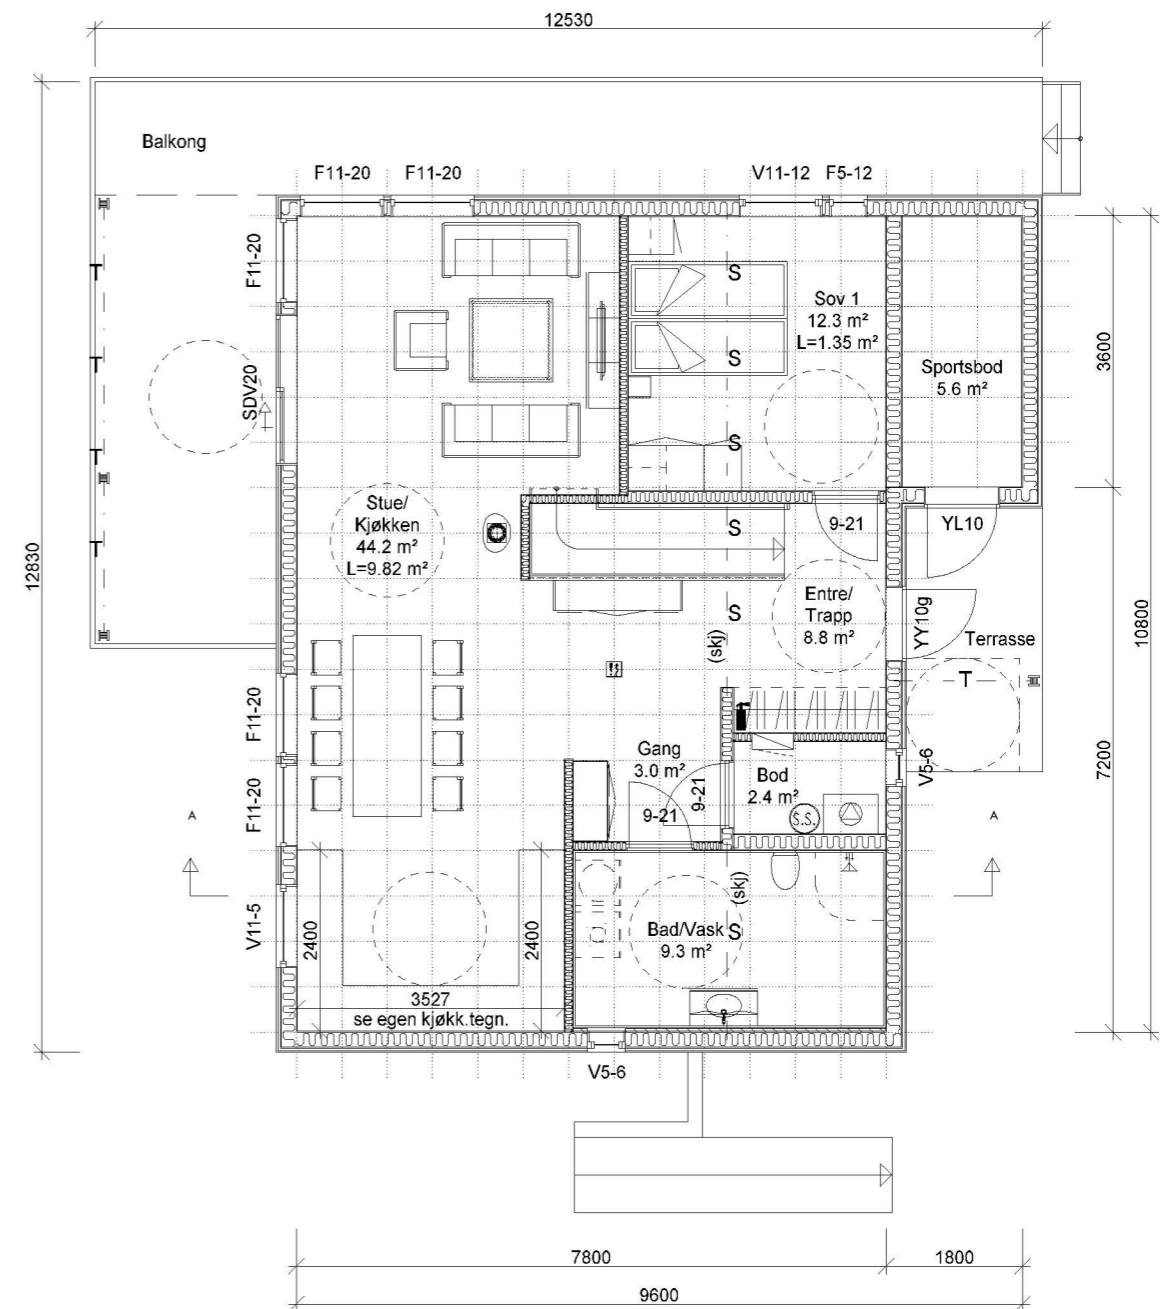 12530
Balkong
F11-20
F11-20
V11-12
F5-12
F11-20
T
T
T
T
SDV20
S
S
S
S
S
S
Sov 1
12.3 m²
L=1.35 m²
Sportsbod
5.6 m²
3600
12830
Stue/
Kjøkken
44.2 m²
L=9.82 m²
9-21
YL10
Entre/
Trapp
8.8 m²
(skj)
YY10g
Terrasse
T
10800
7200
F11-20
F11-20
Gang
3.0 m²
9-21
9-21
Bod
2.4 m²
S.S.
V5-6
A
A
V11-5
2400
2400
(skj)
Bad/Vask
9.3 m²
3527
se egen kjøkk.tegn.
V5-6
7800
1800
9600